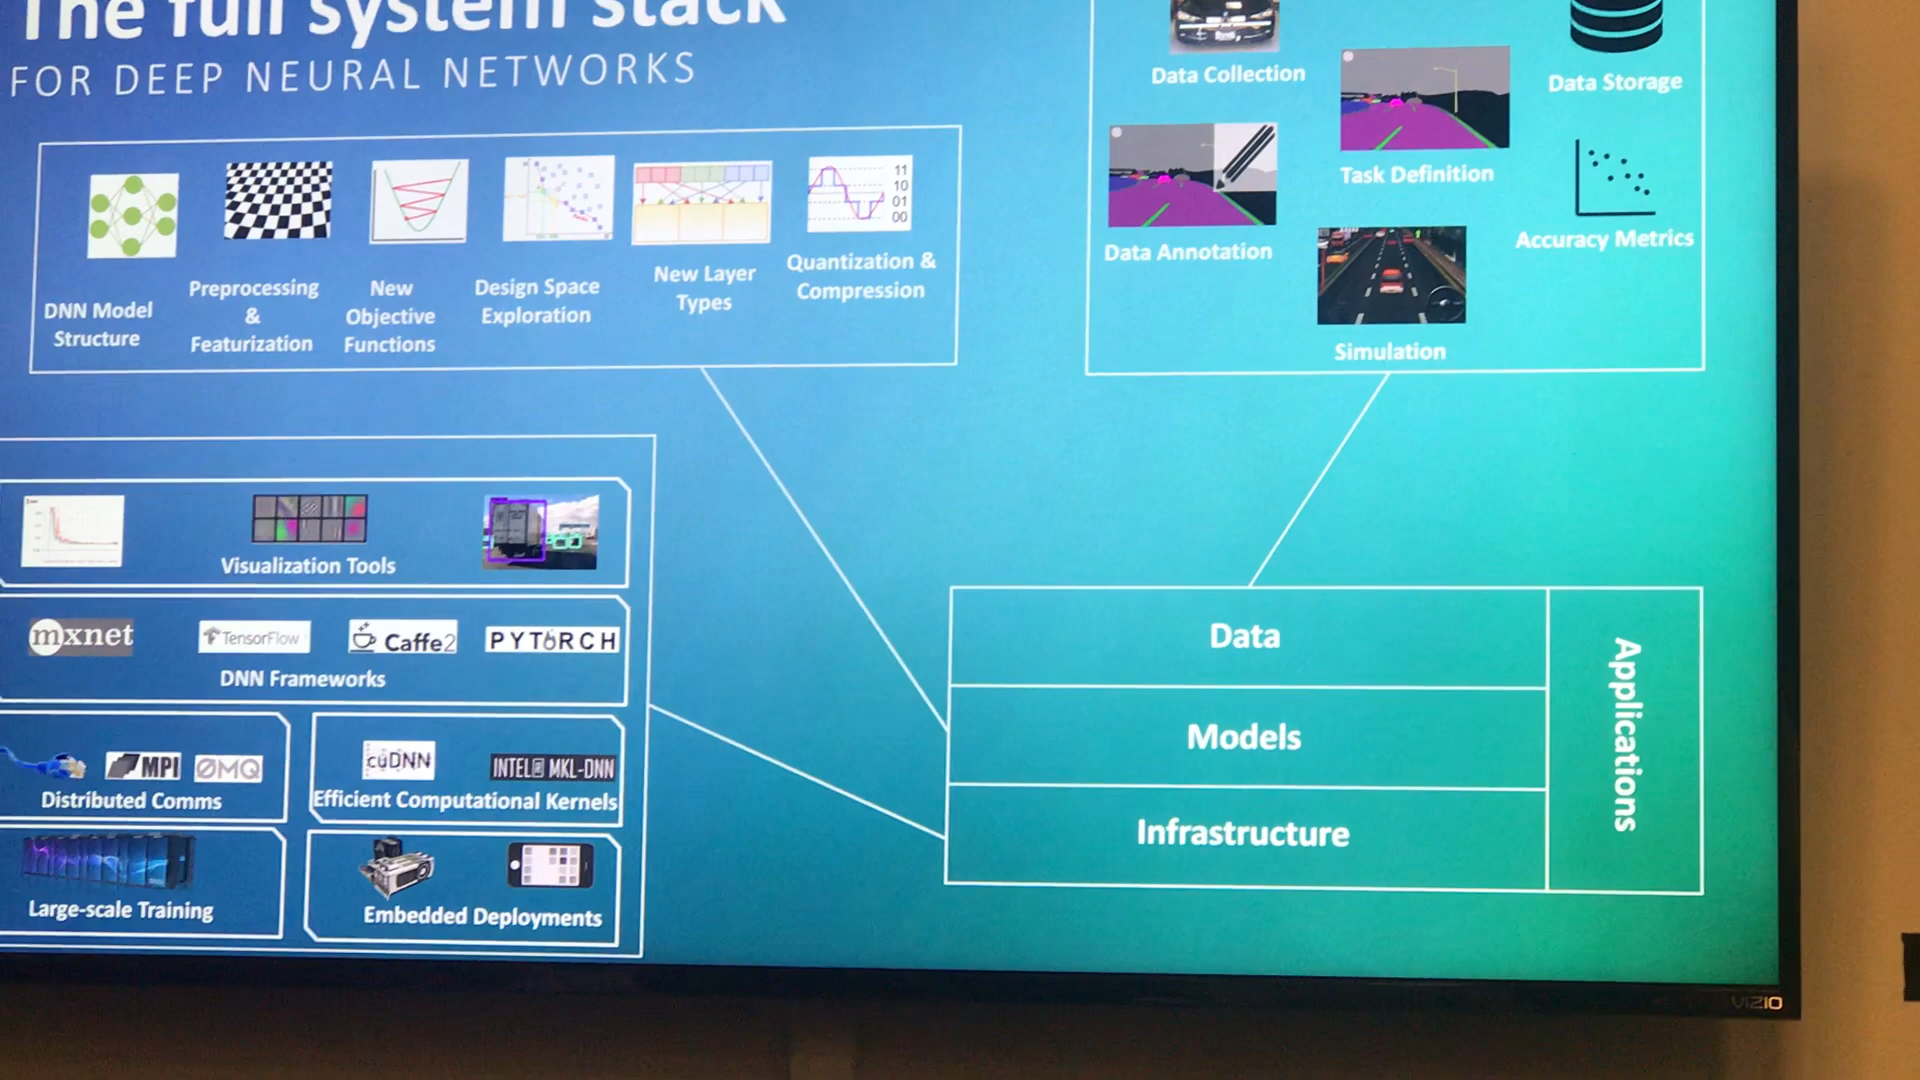 The full system stack
FOR DEEP NEURAL NETWORKS
DNN Model
Structure
Preprocessing
&
Featurization
New
Objective
Functions
Design Space
Exploration
New Layer
Types
11
10
01
00
Quantization &
Compression
Data Collection
Task Definition
Data Storage
Data Annotation
Simulation
Accuracy Metrics
Visualization Tools
mxnet
TensorFlow
Caffe2
PYTORCH
DNN Frameworks
MPI
ØMQ
Distributed Comms
cuDNN
INTEL® MKL-DNN
Efficient Computational Kernels
Large-scale Training
Embedded Deployments
Data
Models
Infrastructure
Applications
VIZIO